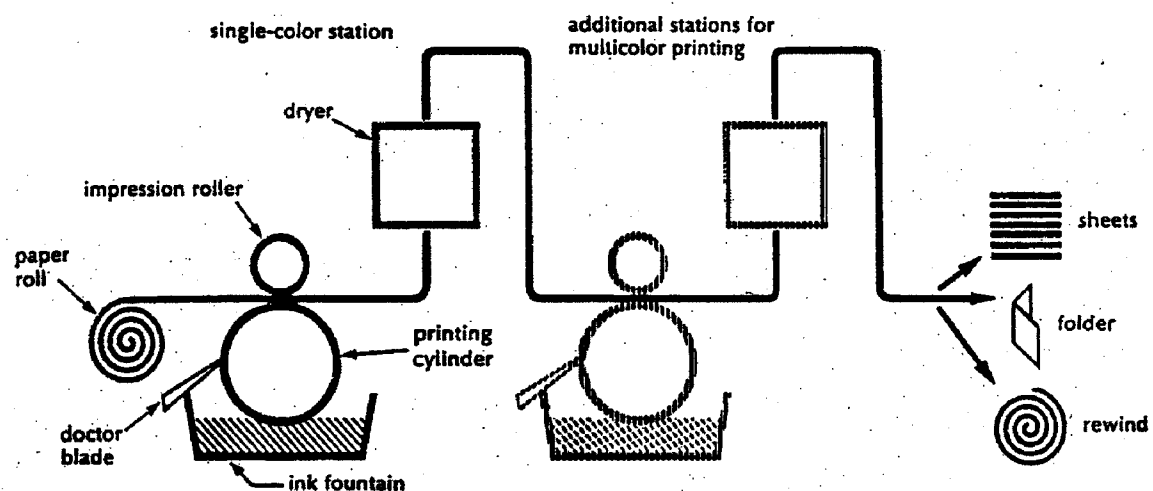 single-color station
additional stations for
multicolor printing
dryer
impression roller
paper
roll
sheets
printing
cylinder
folder
doctor
blade
rewind
ink fountain